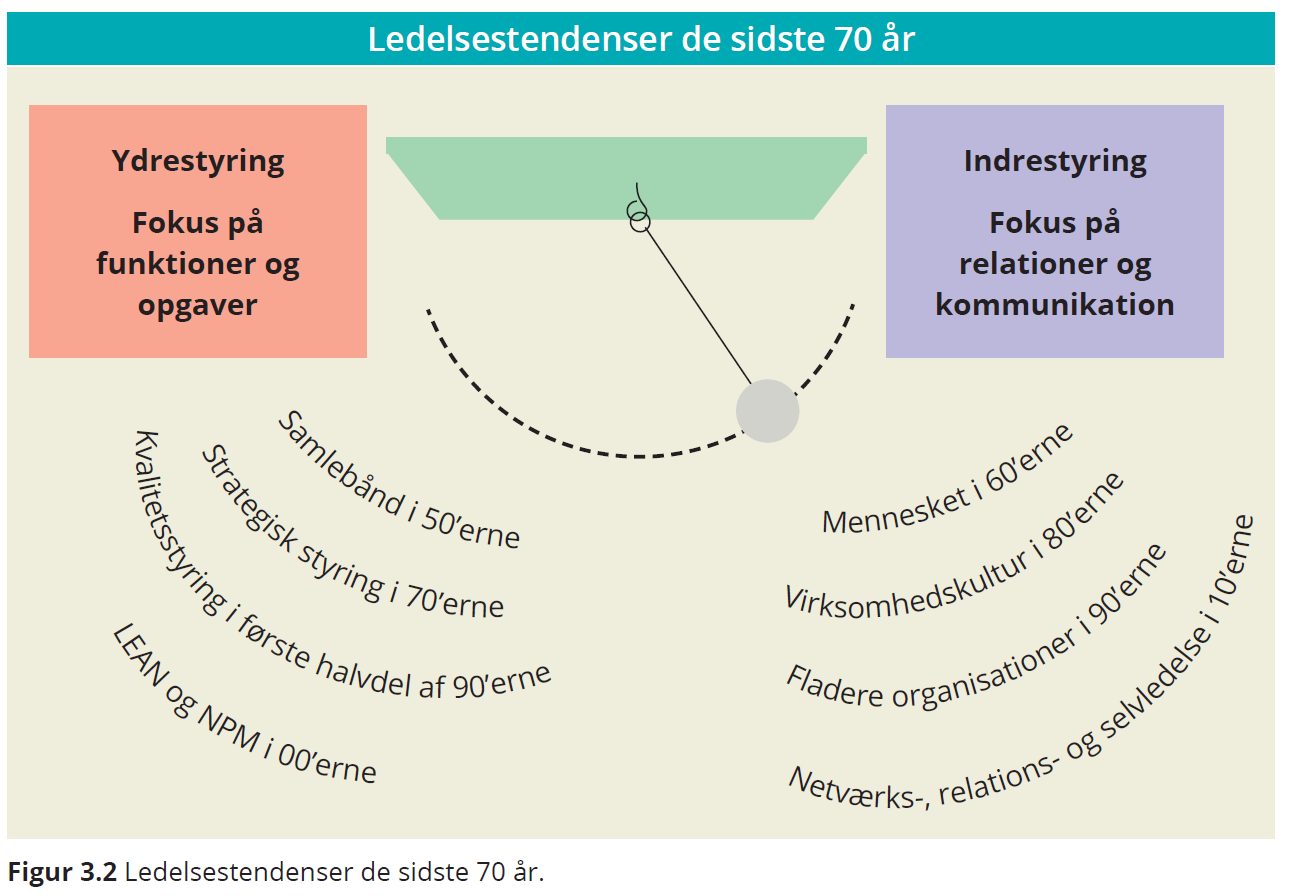 Ledelsestendenser de sidste 70 år
Ydrestyring
Fokus på
funktioner og
opgaver
Indrestyring
Fokus på
relationer og
kommunikation
Samlebånd i 50’erne
Strategisk styring i 70’erne
Kvalitetsstyring i første halvdel af 90’erne
LEAN og NPM i 00’erne
Mennesket i 60’erne
Virksomhedskultur i 80’erne
Fladere organisationer i 90’erne
Netværks-, relations- og selvledelse i 10’erne
Figur 3.2 Ledelsestendenser de sidste 70 år.